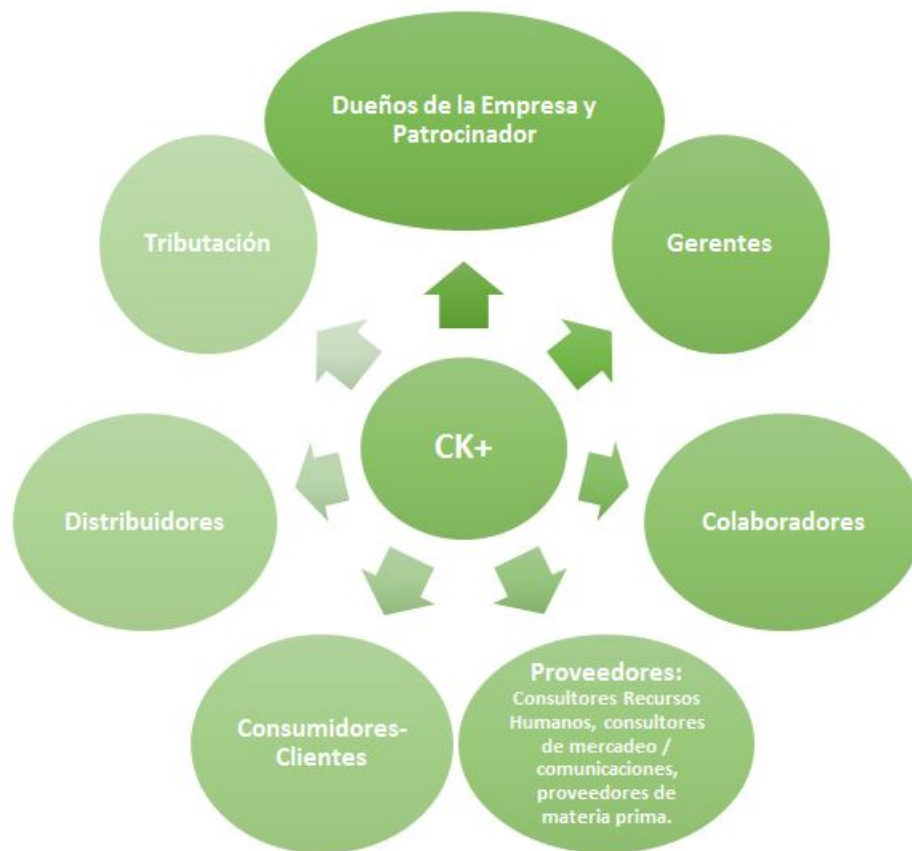 Dueños de la Empresa y
Patrocinador
Tributación
Gerentes
CK+
Distribuidores
Colaboradores
Consumidores-
Clientes
Proveedores:
Consultores Recursos
Humanos, consultores
de mercadeo /
comunicaciones,
proveedores de
materia prima.